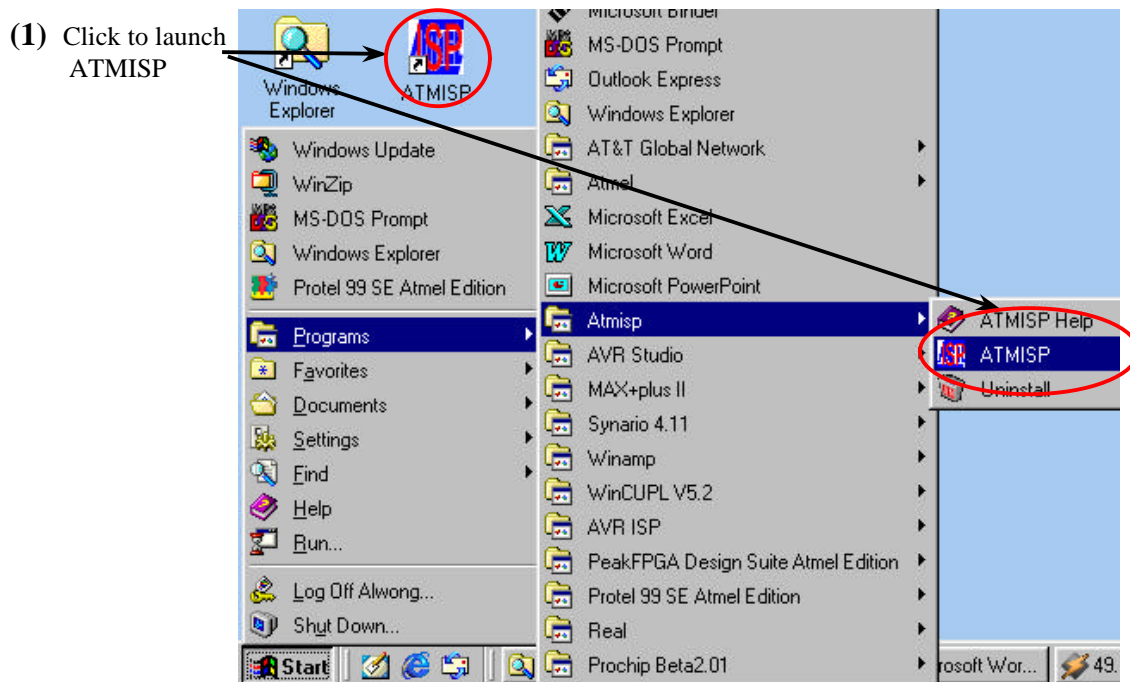 (1) Click to launch
ATMISP
Windows
Explorer
ATMISP
Windows Update
WinZip
MS-DOS Prompt
Windows Explorer
Protel 99 SE Atmel Edition
Programs
Favorites
Documents
Settings
Find
Help
Run...
Log Off Alwong...
Shut Down...
Start
Microsoft Binder
MS-DOS Prompt
Outlook Express
Windows Explorer
AT&T Global Network
Atmel
Microsoft Excel
Microsoft Word
Microsoft PowerPoint
Atmisp
AVR Studio
MAX+plus II
Synario 4.11
Winamp
WinCUPL V5.2
AVR ISP
PeakFPGA Design Suite Atmel Edition
Protel 99 SE Atmel Edition
Real
Prochip Beta2.01
ATMISP Help
ATMISP
Uninstall
rosoft Wor...
49.